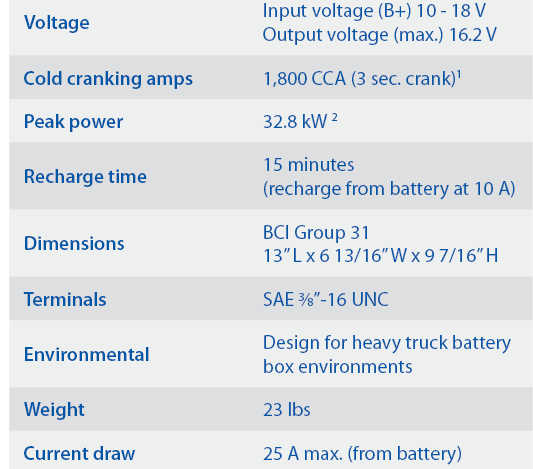 Voltage
Input voltage (B+) 10 - 18 V
Output voltage (max.) 16.2 V
Cold cranking amps
1,800 CCA (3 sec. crank)¹
Peak power
32.8 kW ²
Recharge time
15 minutes
(recharge from battery at 10 A)
Dimensions
BCI Group 31
13” L x 6 13/16” W x 9 7/16” H
Terminals
SAE ⅜”-16 UNC
Environmental
Design for heavy truck battery
box environments
Weight
23 lbs
Current draw
25 A max. (from battery)